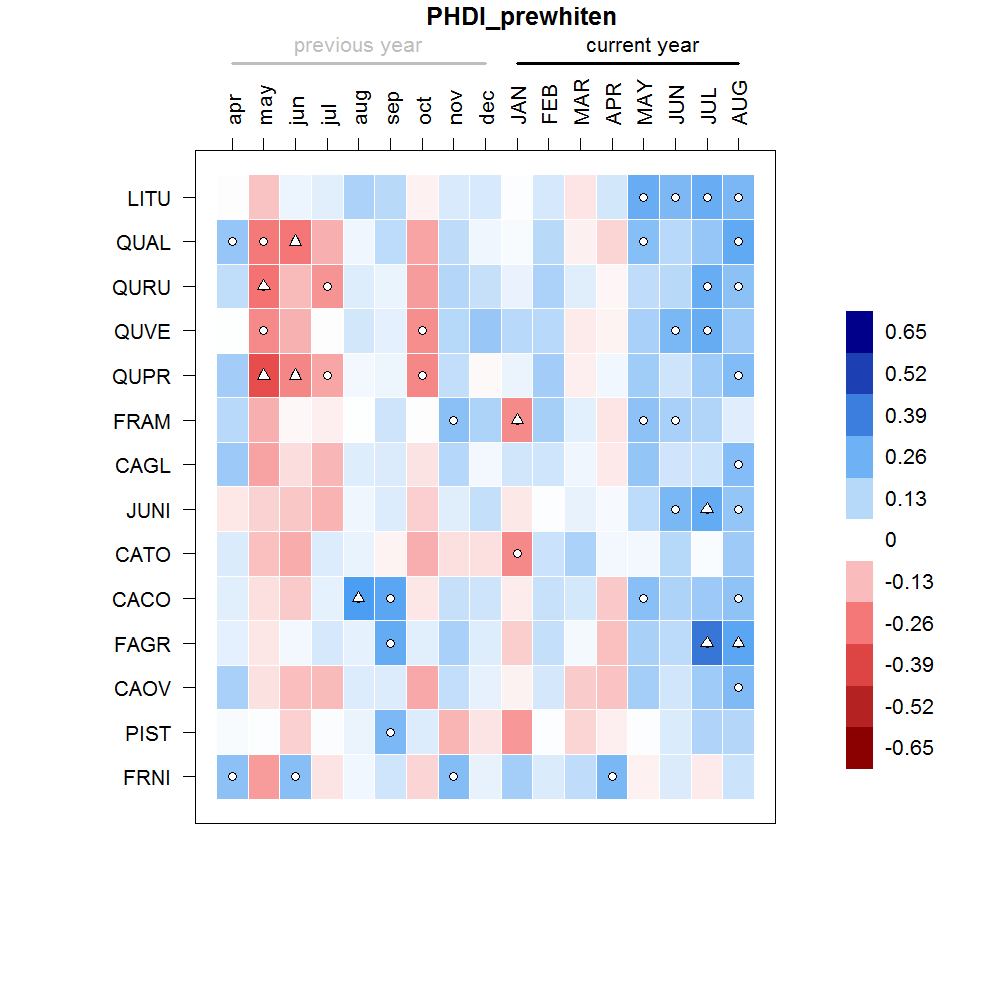 PHDI_prewhiten
previous year current year
apr may jun jul aug sep oct nov dec JAN FEB MAR APR MAY JUN JUL AUG
LITU
QUAL
QURU
QUVE
QUPR
FRAM
CAGL
JUNI
CATO
CACO
FAGR
CAOV
PIST
FRNI
0.65
0.52
0.39
0.26
0.13
0
-0.13
-0.26
-0.39
-0.52
-0.65